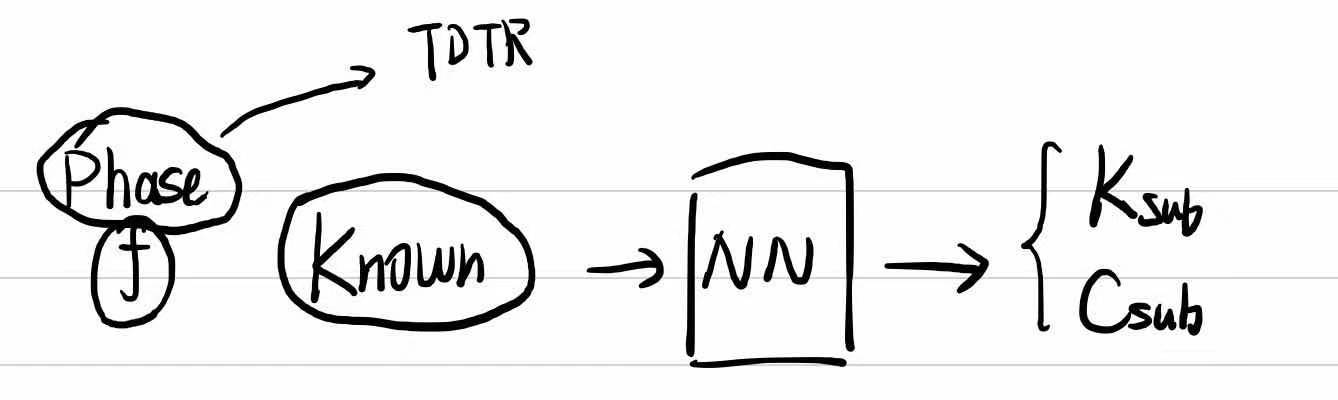 TDTR
Phase
f
Known
NN
Ksub
Csub